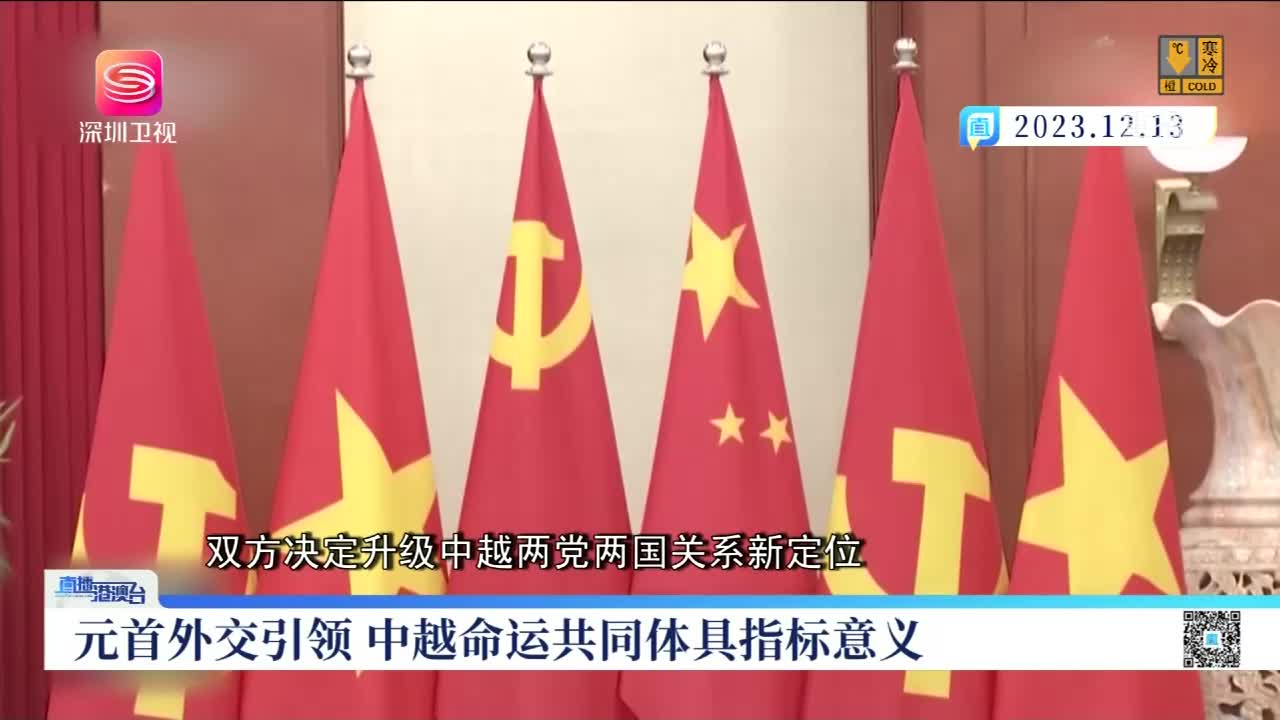 深圳卫视
℃
寒冷
橙
COLD
直
2023.12.13
双方决定升级中越两党两国关系新定位
直播港澳台
元首外交引领 中越命运共同体具指标意义